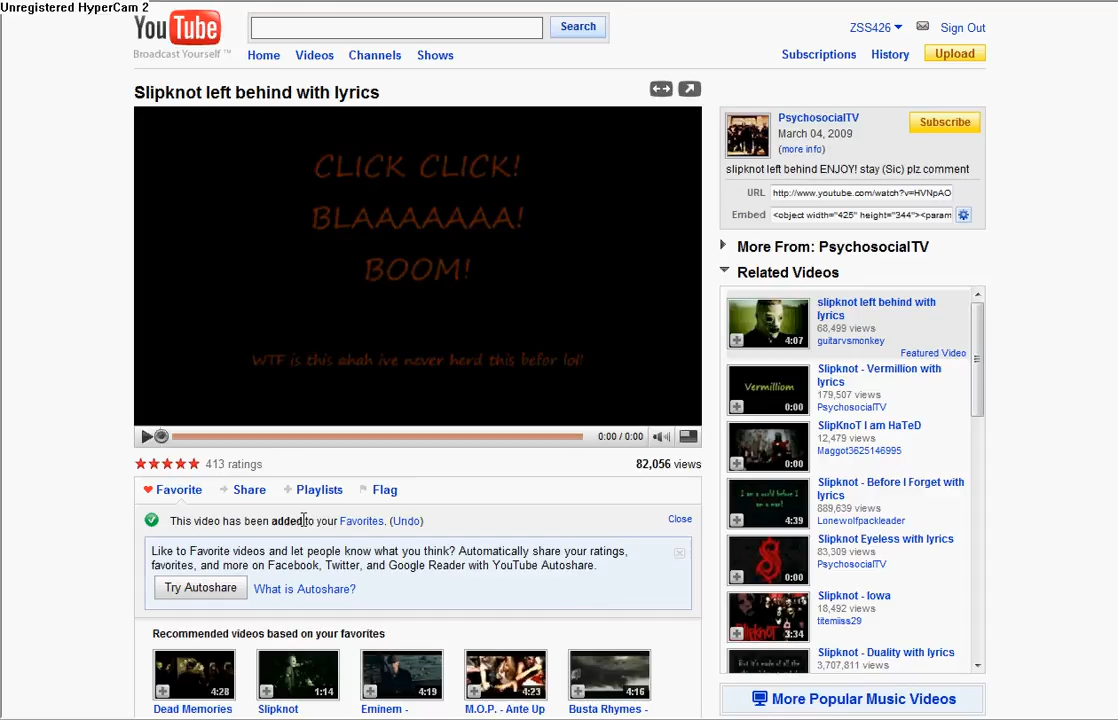 Unregistered HyperCam 2
YouTube
Broadcast Yourself ™
Search
ZSS426
Sign Out
Home Videos Channels Shows
Subscriptions History Upload
Slipknot left behind with lyrics
CLICK CLICK!
BLAAAAAAA!
BOOM!
WTF is this ahah ive never herd this befor lol!
0:00 / 0:00
413 ratings
82,056 views
Favorite Share Playlists Flag
This video has been added to your Favorites. (Undo)
Close
Like to Favorite videos and let people know what you think? Automatically share your ratings,
favorites, and more on Facebook, Twitter, and Google Reader with YouTube Autoshare.
Try Autoshare What is Autoshare?
Recommended videos based on your favorites
4:28 1:14 4:19 4:23 4:16
Dead Memories Slipknot Eminem - M.O.P. - Ante Up Busta Rhymes -
PsychosocialTV
March 04, 2009
(more info)
Subscribe
slipknot left behind ENJOY! stay (Sic) plz comment
URL http://www.youtube.com/watch?v=HVNpAO
Embed <object width="425" height="344"><param
More From: PsychosocialTV
Related Videos
slipknot left behind with
lyrics
68,499 views
guitarvsmonkey
4:07
Featured Video
Slipknot - Vermillion with
lyrics
179,507 views
PsychosocialTV
Vermilliom
0:00
SlipKnoT I am HaTeD
12,479 views
Maggot3625146995
0:00
Slipknot - Before I Forget with
lyrics
889,639 views
Lonewolfpackleader
4:39
Slipknot Eyeless with lyrics
83,309 views
PsychosocialTV
0:00
Slipknot - Iowa
18,492 views
titemiiss29
3:34
Slipknot - Duality with lyrics
3,707,811 views
More Popular Music Videos